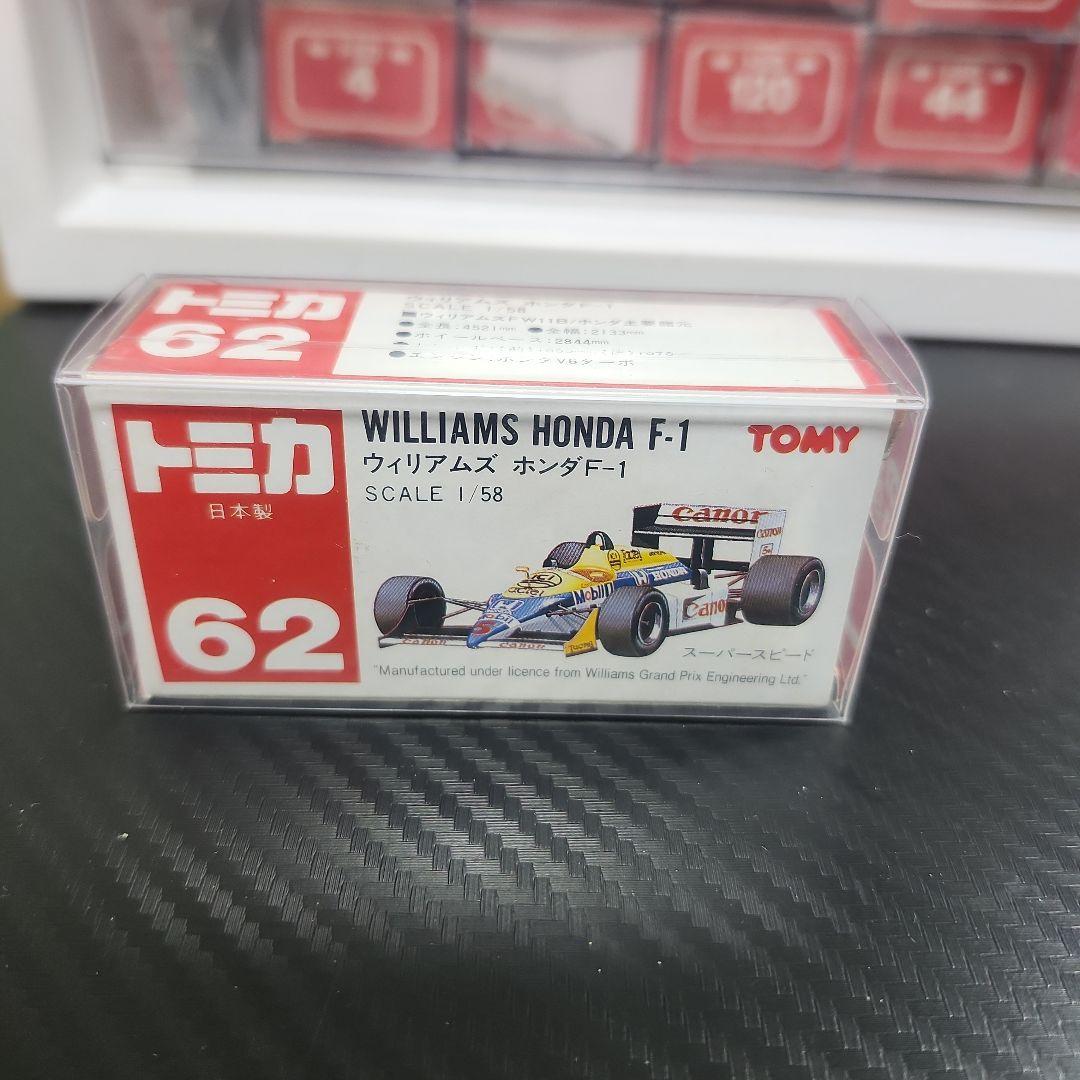 4
120
44
トミカ
62
ウィリアムズ ホンダF-1
SCALE 1/58
■ウィリアムズFW11B/ホンダ主要諸元
●全長:4521mm ●全幅:2133mm
●ホイールベース:2844mm
●エンジン:ホンダV6ターボ
トミカ
日本製
62
WILLIAMS HONDA F-1
ウィリアムズ ホンダF-1
SCALE 1/58
TOMY
Canon
Canon
Mobil
Canon
Canon
スーパースピード
"Manufactured under licence from Williams Grand Prix Engineering Ltd."